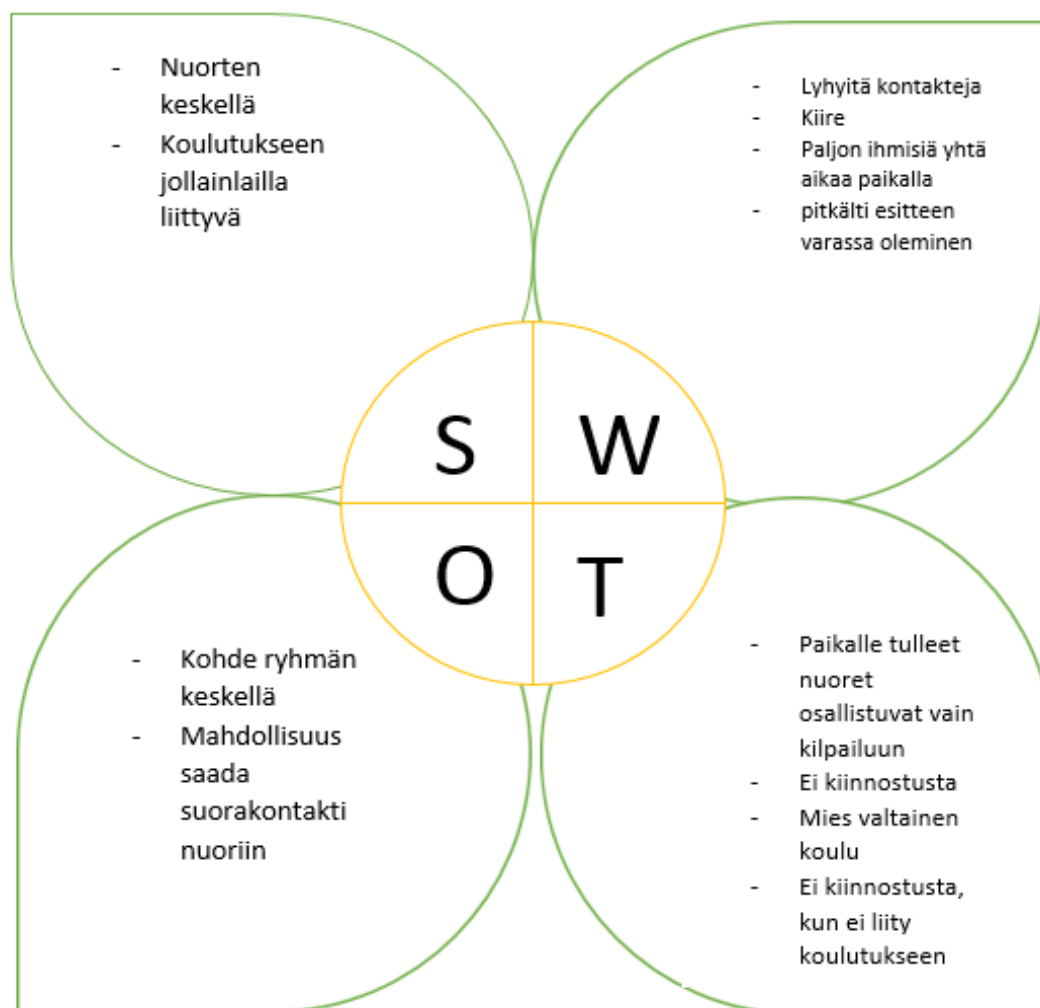 - Nuorten
keskellä
- Koulutukseen
jollainlailla
liittyvä
- Lyhyitä kontakteja
- Kiire
- Paljon ihmisiä yhtä
aikaa paikalla
- pitkälti esitteen
varassa oleminen
S
W
O
T
- Kohde ryhmän
keskellä
- Mahdollisuus
saada
suorakontakti
nuoriin
- Paikalle tulleet
nuoret
osallistuvat vain
kilpailuun
- Ei kiinnostusta
- Mies valtainen
koulu
- Ei kiinnostusta,
kun ei liity
koulutukseen